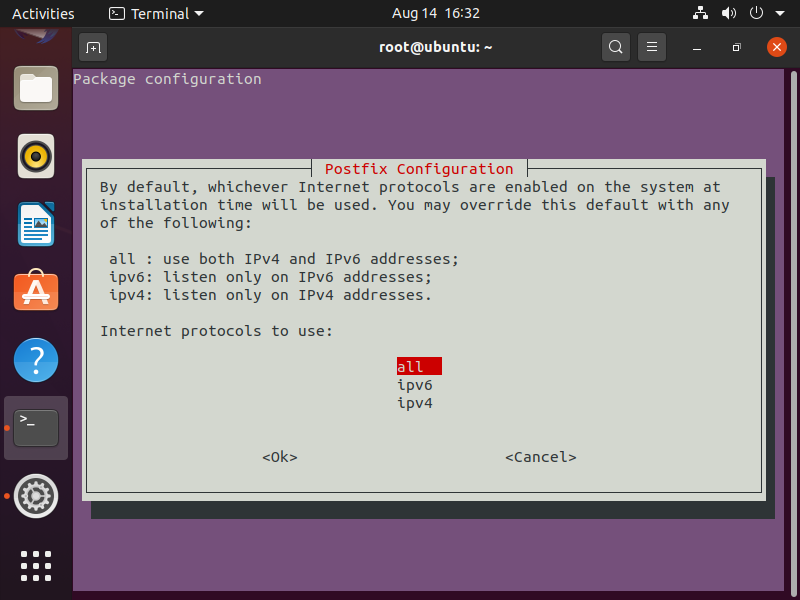 Activities
Terminal
Aug 14 16:32
root@ubuntu: ~
Package configuration
Postfix Configuration
By default, whichever Internet protocols are enabled on the system at
installation time will be used. You may override this default with any
of the following:
all : use both IPv4 and IPv6 addresses;
ipv6: listen only on IPv6 addresses;
ipv4: listen only on IPv4 addresses.
Internet protocols to use:
all
ipv6
ipv4
<Ok> <Cancel>